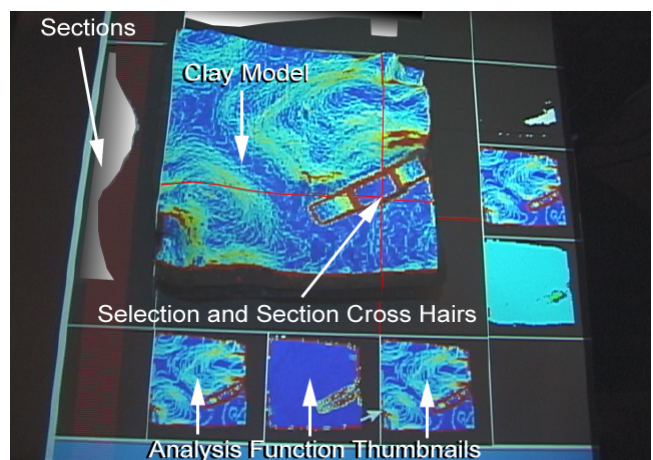 Sections
Clay Model
Selection and Section Cross Hairs
Analysis Function Thumbnails